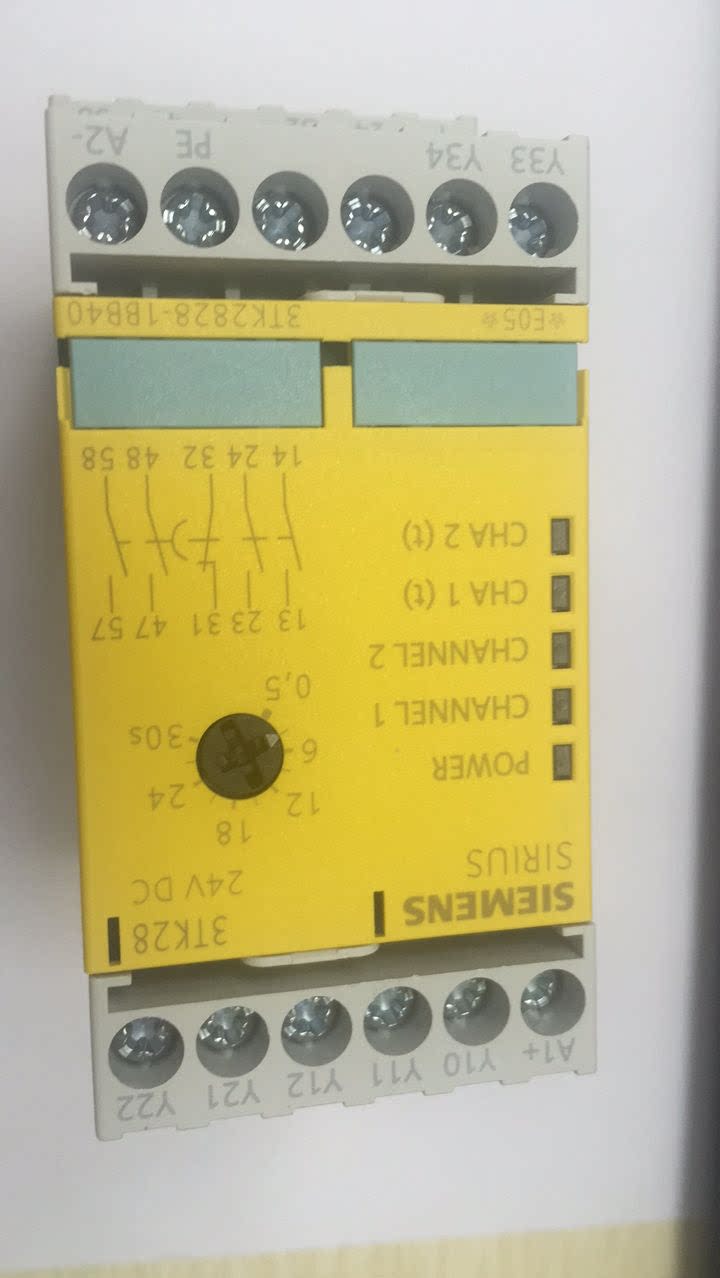 A1+ Y10 Y11 Y12 Y21 Y22
SIEMENS
3TK28
SIRIUS
24V DC
POWER
CHANNEL 1
CHANNEL 2
CHA 1 (t)
CHA 2 (t)
18
12
24
6
30s
0,5
13 23 31 47 57
14 24 32 48 58
*E05*
3TK2828-1BB40
Y33 Y34 PE A2-